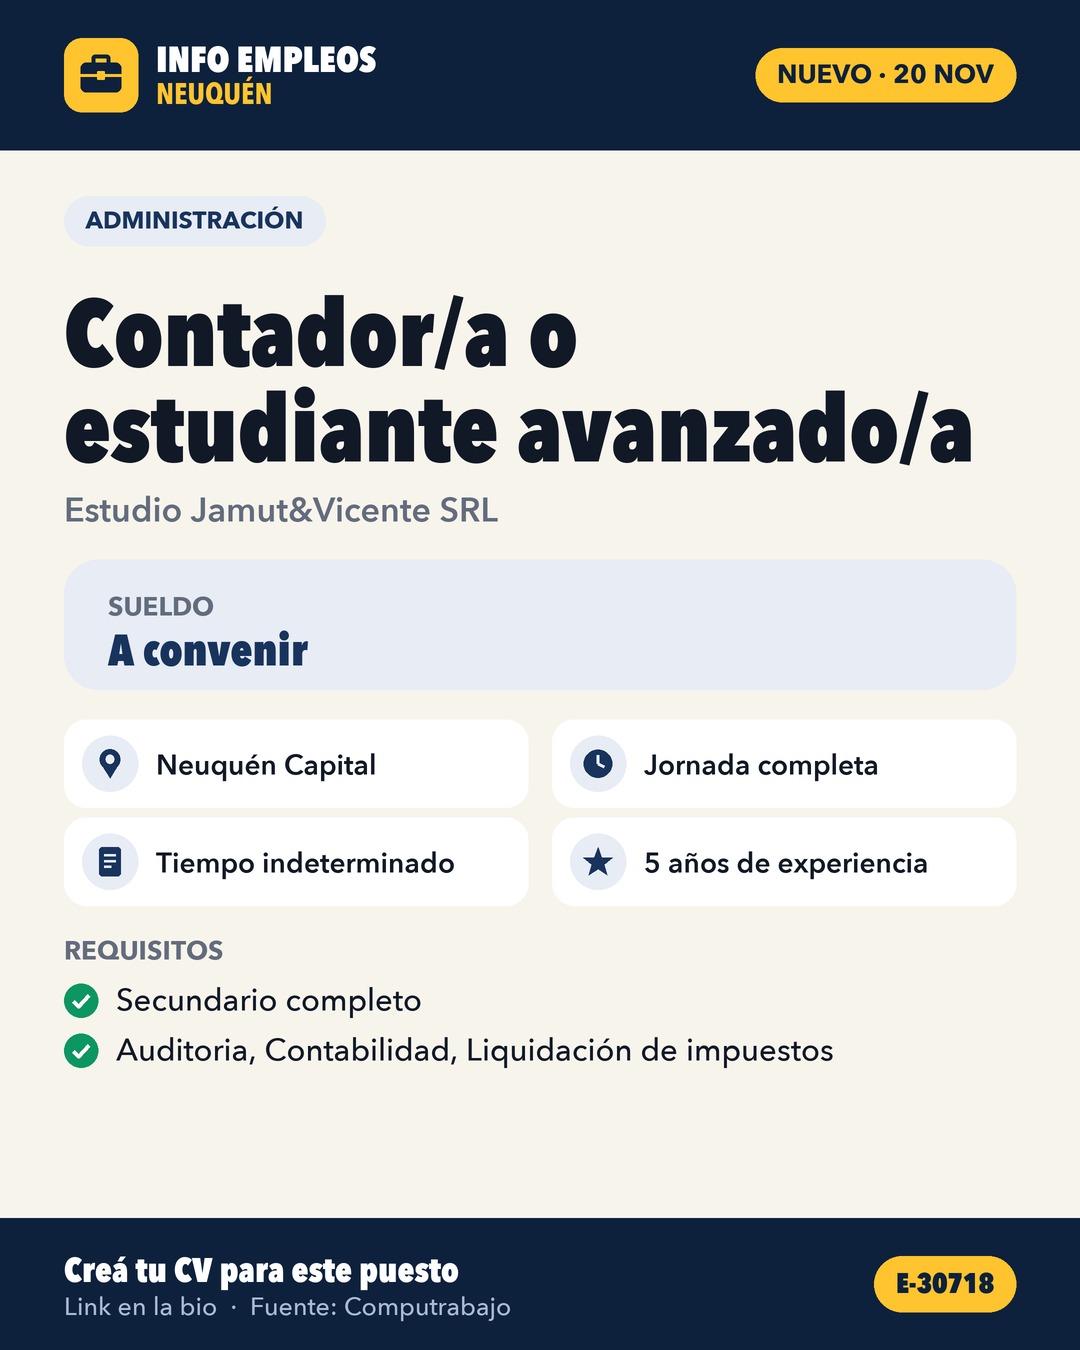 INFO EMPLEOS
NEUQUÉN
NUEVO · 20 NOV
ADMINISTRACIÓN
Contador/a o
estudiante avanzado/a
Estudio Jamut&Vicente SRL
SUELDO
A convenir
Neuquén Capital
Jornada completa
Tiempo indeterminado
5 años de experiencia
REQUISITOS
Secundario completo
Auditoria, Contabilidad, Liquidación de impuestos
Creá tu CV para este puesto
Link en la bio · Fuente: Computrabajo
E-30718